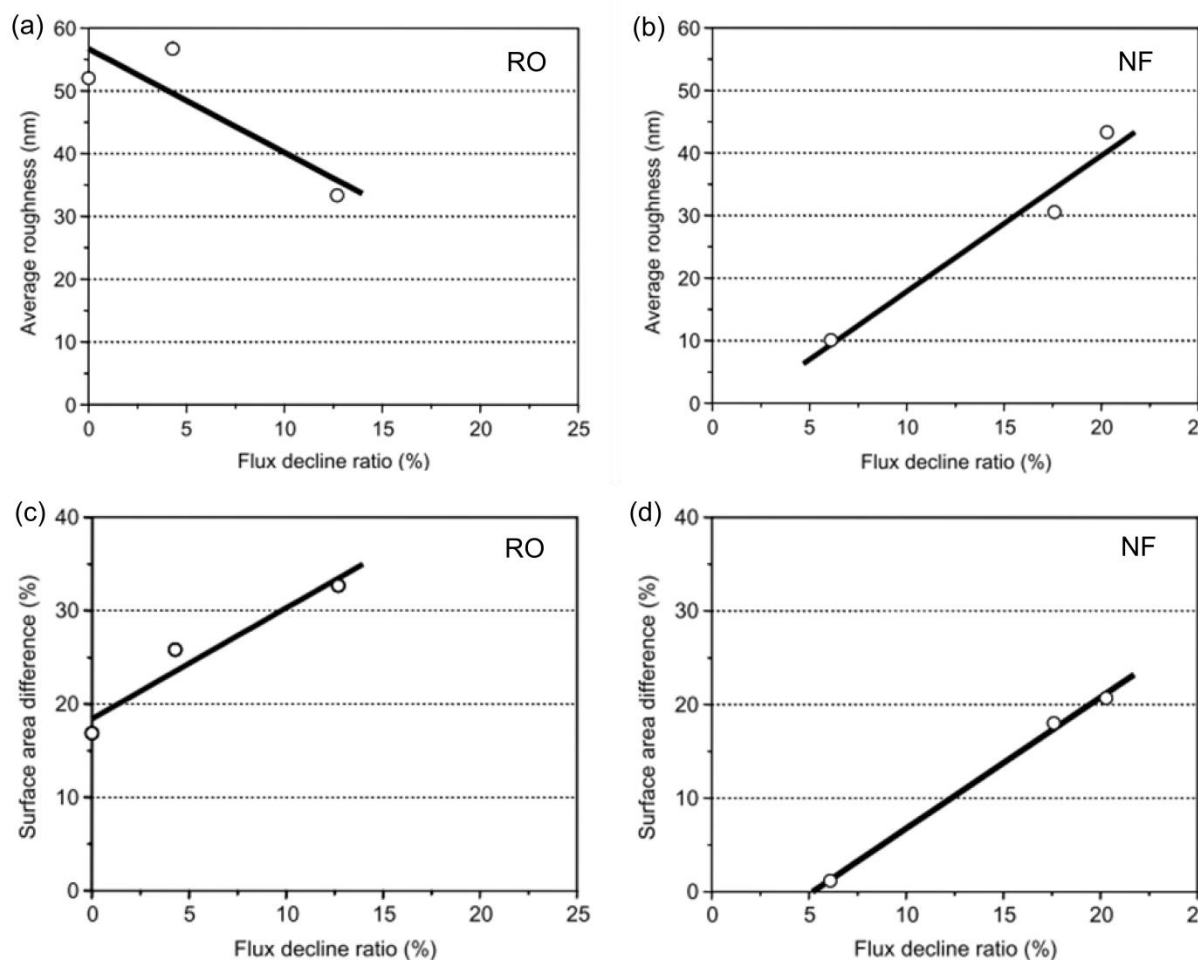 (a)
RO
Average roughness (nm)
60
50
40
30
20
10
0
0 5 10 15 20 25
Flux decline ratio (%)
(b)
NF
Average roughness (nm)
60
50
40
30
20
10
0
0 5 10 15 20 2
Flux decline ratio (%)
(c)
RO
Surface area difference (%)
40
30
20
10
0
0 5 10 15 20 25
Flux decline ratio (%)
(d)
NF
Surface area difference (%)
40
30
20
10
0
0 5 10 15 20 2
Flux decline ratio (%)